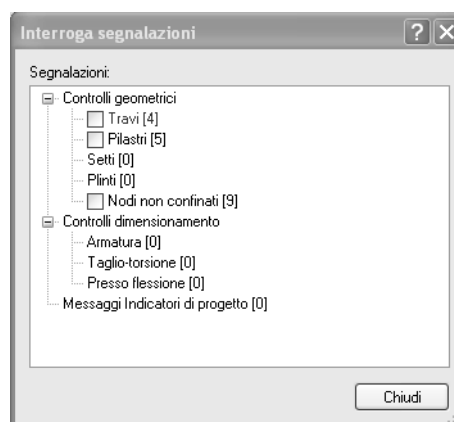 Interroga segnalazioni
Segnalazioni:
Controlli geometrici
Travi [4]
Pilastri [5]
Setti [0]
Plinti [0]
Nodi non confinati [9]
Controlli dimensionamento
Armatura [0]
Taglio-torsione [0]
Presso flessione [0]
Messaggi Indicatori di progetto [0]
Chiudi